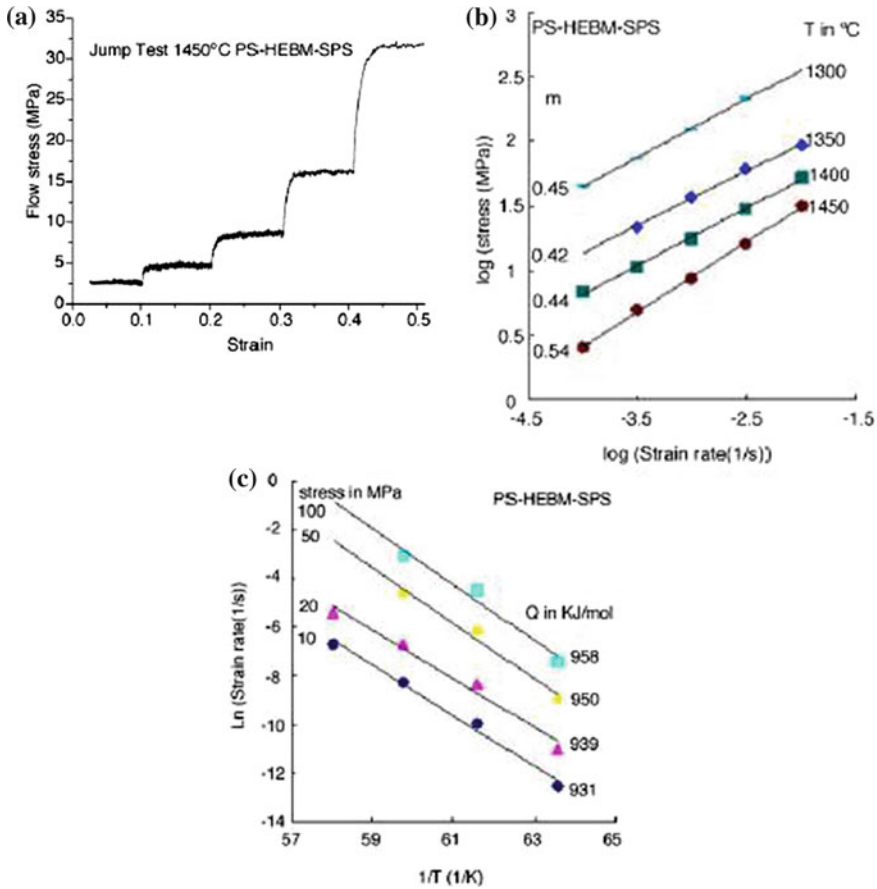 (a)
Jump Test 1450°C PS-HEBM-SPS
Flow stress (MPa)
35
30
25
20
15
10
5
0
0.0 0.1 0.2 0.3 0.4 0.5
Strain
(b)
PS-HEBM-SPS T in ºC
m
log (stress (MPa))
3
2.5
2
1.5
1
0.5
0
1300
1350
1400
1450
0.45
0.42
0.44
0.54
-4.5 -3.5 -2.5 -1.5
log (Strain rate(1/s))
(c)
stress in MPa PS-HEBM-SPS
100
50
20
10
Q in KJ/mol
958
950
939
931
Ln (Strain rate(1/s))
0
-2
-4
-6
-8
-10
-12
-14
57 59 61 63 65
1/T (1/K)